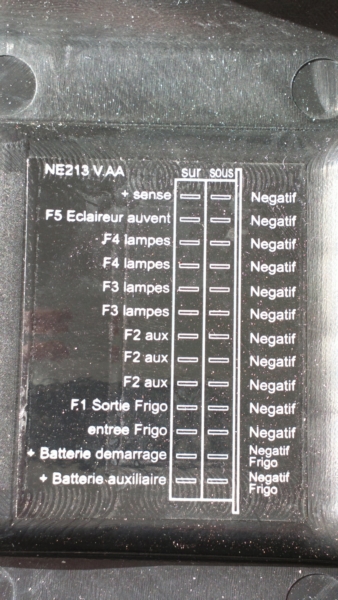 NE213 V.AA sur sous
+ sense Negatif
F5 Eclaireur auvent Negatif
F4 lampes Negatif
F4 lampes Negatif
F3 lampes Negatif
F3 lampes Negatif
F2 aux Negatif
F2 aux Negatif
F2 aux Negatif
F.1 Sortie Frigo Negatif
entree Frigo Negatif
+ Batterie demarrage Negatif Frigo
+ Batterie auxillaire Negatif Frigo